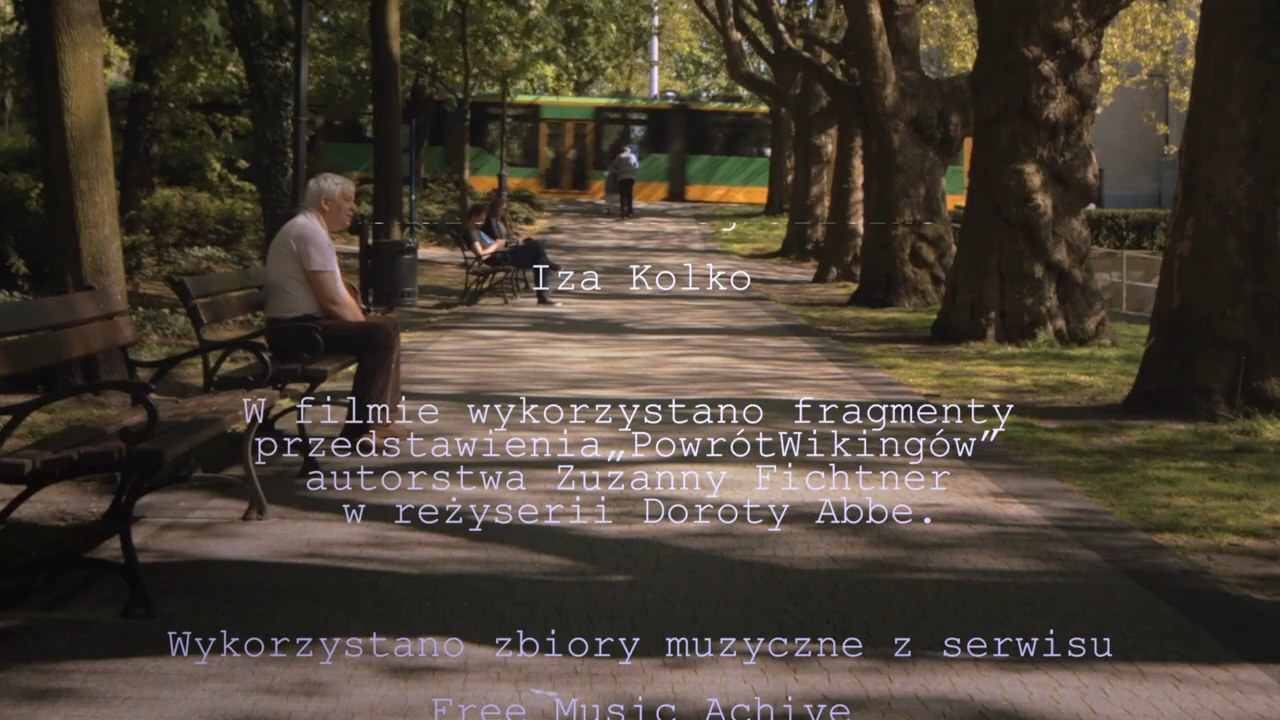 Iza Kolko
W filmie wykorzystano fragmenty
przedstawienia„PowrótWikingów”
autorstwa Zuzanny Fichtner
w reżyserii Doroty Abbe.
Wykorzystano zbiory muzyczne z serwisu
Free Music Achive